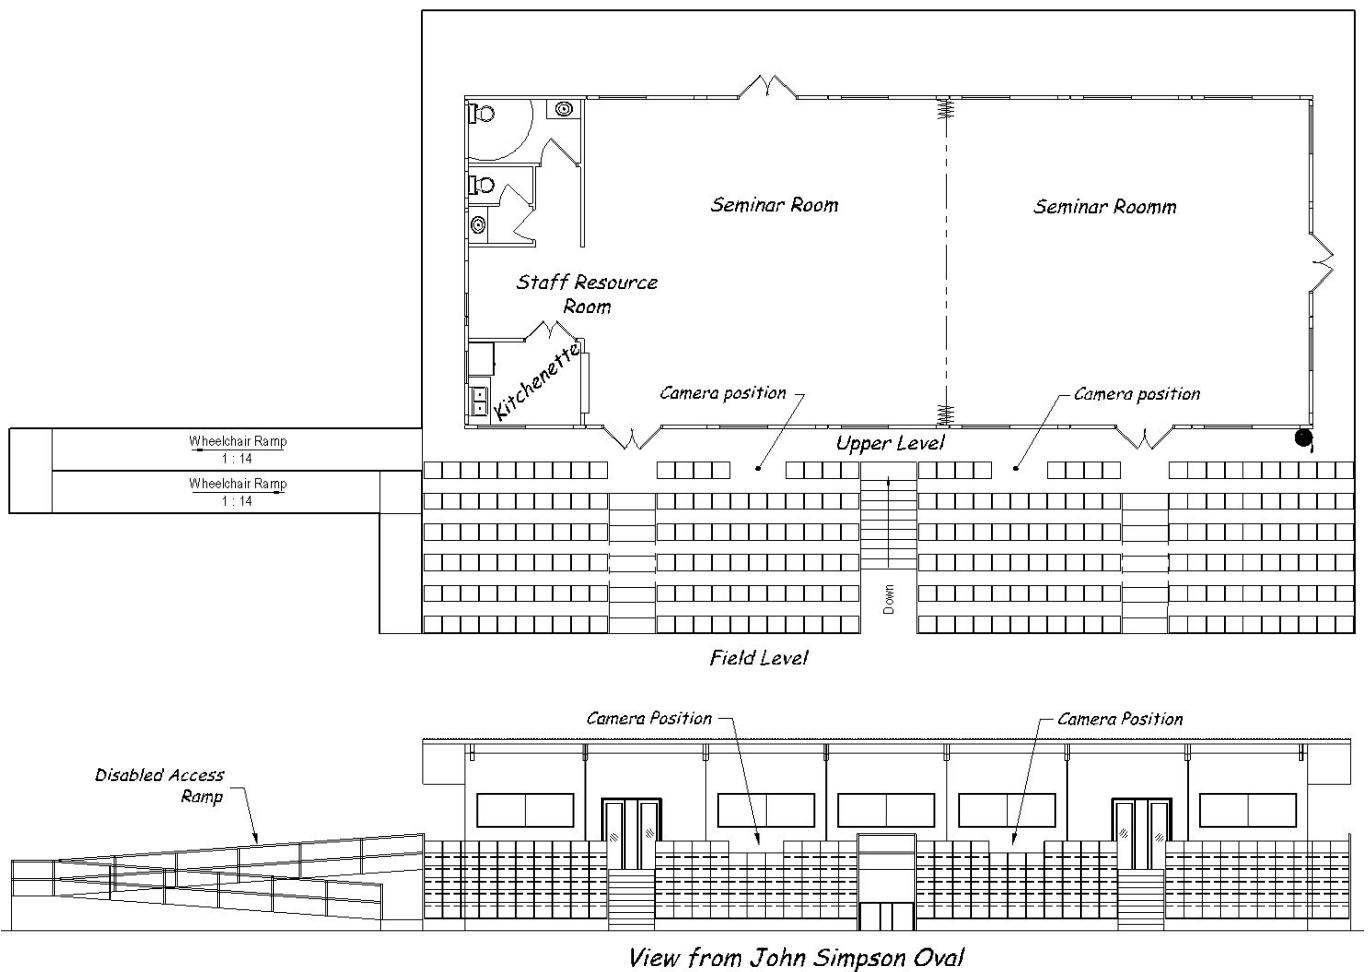 Seminar Room
Seminar Roomm
Staff Resource
Room
Kitchenette
Camera position
Camera position
Upper Level
Wheelchair Ramp
1 : 14
Wheelchair Ramp
1 : 14
Down
Field Level
Camera Position
Camera Position
Disabled Access
Ramp
View from John Simpson Oval